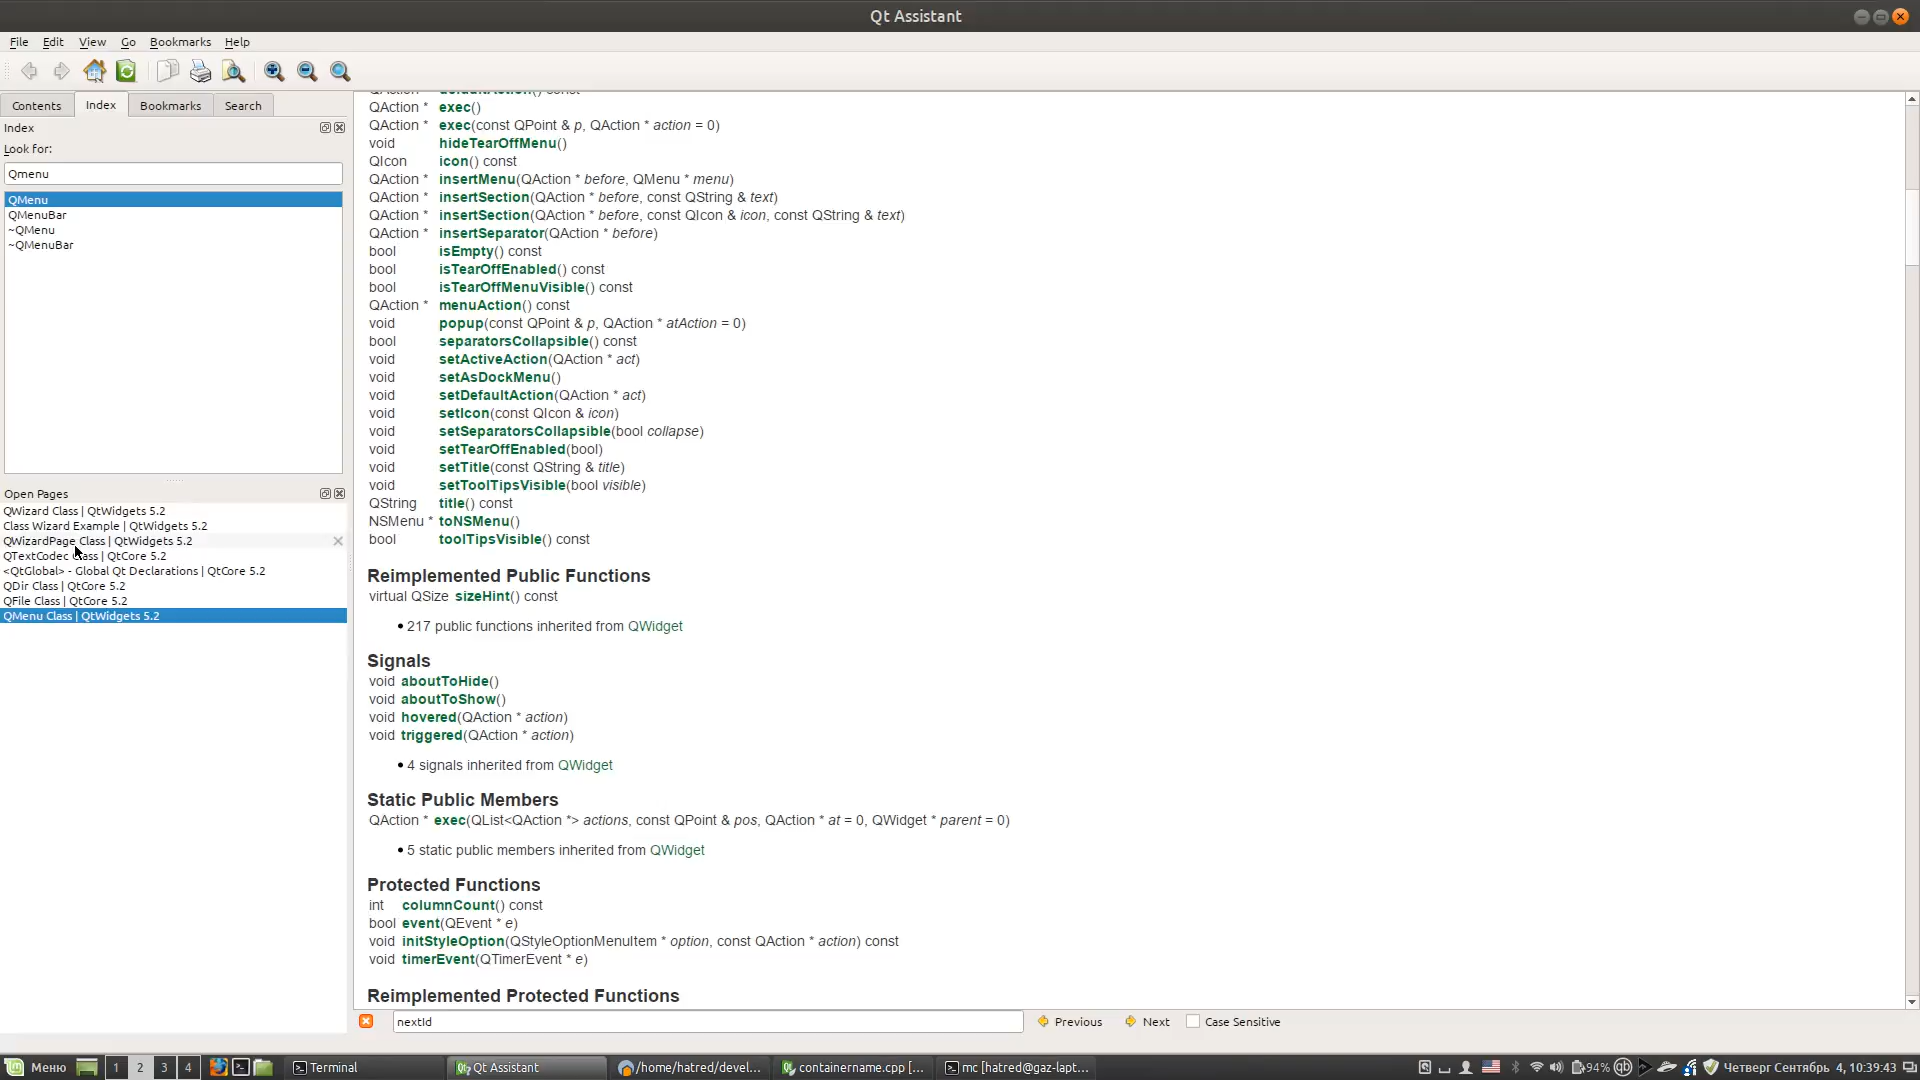 Qt Assistant
File Edit View Go Bookmarks Help
Contents Index Bookmarks Search
Index
Look for:
Qmenu
QMenu
QMenuBar
~QMenu
~QMenuBar
Open Pages
QWizard Class | QtWidgets 5.2
Class Wizard Example | QtWidgets 5.2
QWizardPage Class | QtWidgets 5.2
QTextCodec Class | QtCore 5.2
<QtGlobal> - Global Qt Declarations | QtCore 5.2
QDir Class | QtCore 5.2
QFile Class | QtCore 5.2
QMenu Class | QtWidgets 5.2
QAction * defaultAction() const
QAction * exec()
QAction * exec(const QPoint & p, QAction * action = 0)
void hideTearOffMenu()
QIcon icon() const
QAction * insertMenu(QAction * before, QMenu * menu)
QAction * insertSection(QAction * before, const QString & text)
QAction * insertSection(QAction * before, const QIcon & icon, const QString & text)
QAction * insertSeparator(QAction * before)
bool isEmpty() const
bool isTearOffEnabled() const
bool isTearOffMenuVisible() const
QAction * menuAction() const
void popup(const QPoint & p, QAction * atAction = 0)
bool separatorsCollapsible() const
void setActiveAction(QAction * act)
void setAsDockMenu()
void setDefaultAction(QAction * act)
void setIcon(const QIcon & icon)
void setSeparatorsCollapsible(bool collapse)
void setTearOffEnabled(bool)
void setTitle(const QString & title)
void setToolTipsVisible(bool visible)
QString title() const
NSMenu * toNSMenu()
bool toolTipsVisible() const
Reimplemented Public Functions
virtual QSize sizeHint() const
• 217 public functions inherited from QWidget
Signals
void aboutToHide()
void aboutToShow()
void hovered(QAction * action)
void triggered(QAction * action)
• 4 signals inherited from QWidget
Static Public Members
QAction * exec(QList<QAction *> actions, const QPoint & pos, QAction * at = 0, QWidget * parent = 0)
• 5 static public members inherited from QWidget
Protected Functions
int columnCount() const
bool event(QEvent * e)
void initStyleOption(QStyleOptionMenuItem * option, const QAction * action) const
void timerEvent(QTimerEvent * e)
Reimplemented Protected Functions
nextId Previous Next Case Sensitive
Меню 1 2 3 4 Terminal Qt Assistant /home/hatred/devel... containername.cpp [... mc [hatred@gaz-lapt... 94% Четверг Сентябрь 4, 10:39:43